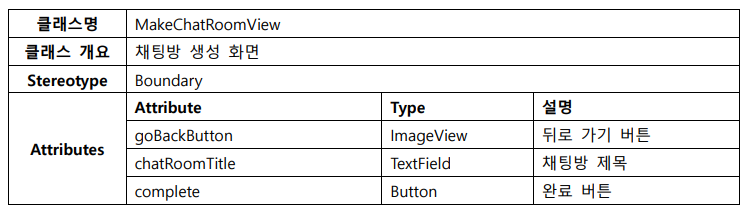 클래스명 MakeChatRoomView
클래스 개요 채팅방 생성 화면
Stereotype Boundary
Attributes
Attribute Type 설명
goBackButton ImageView 뒤로 가기 버튼
chatRoomTitle TextField 채팅방 제목
complete Button 완료 버튼